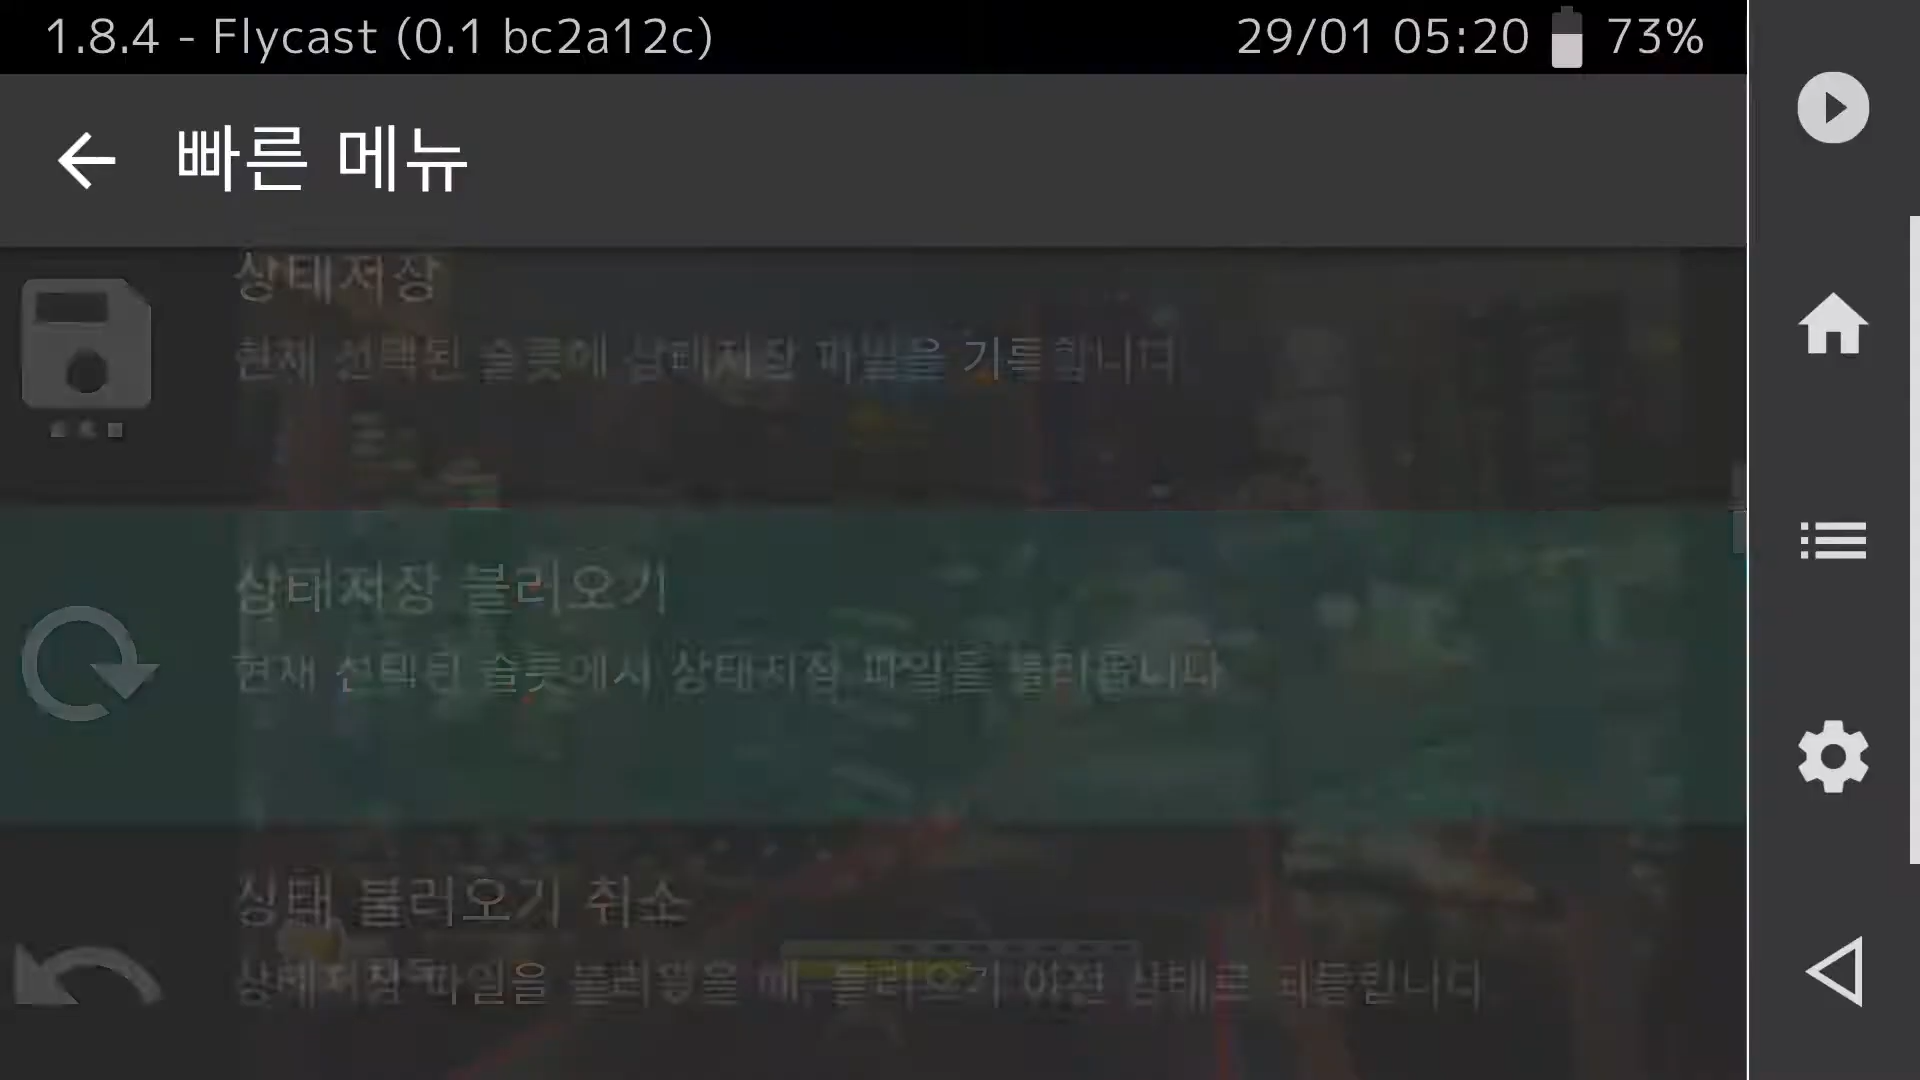 1.8.4 - Flycast (0.1 bc2a12c)
29/01 05:20
73%
빠른 메뉴
상태저장
현재 선택된 슬롯에 상태저장 파일을 기록합니다.
상태저장 불러오기
현재 선택된 슬롯에서 상태저장 파일을 불러옵니다.
상태 불러오기 취소
상태저장 파일을 불러왔을 때, 불러오기 이전 상태로 되돌립니다.